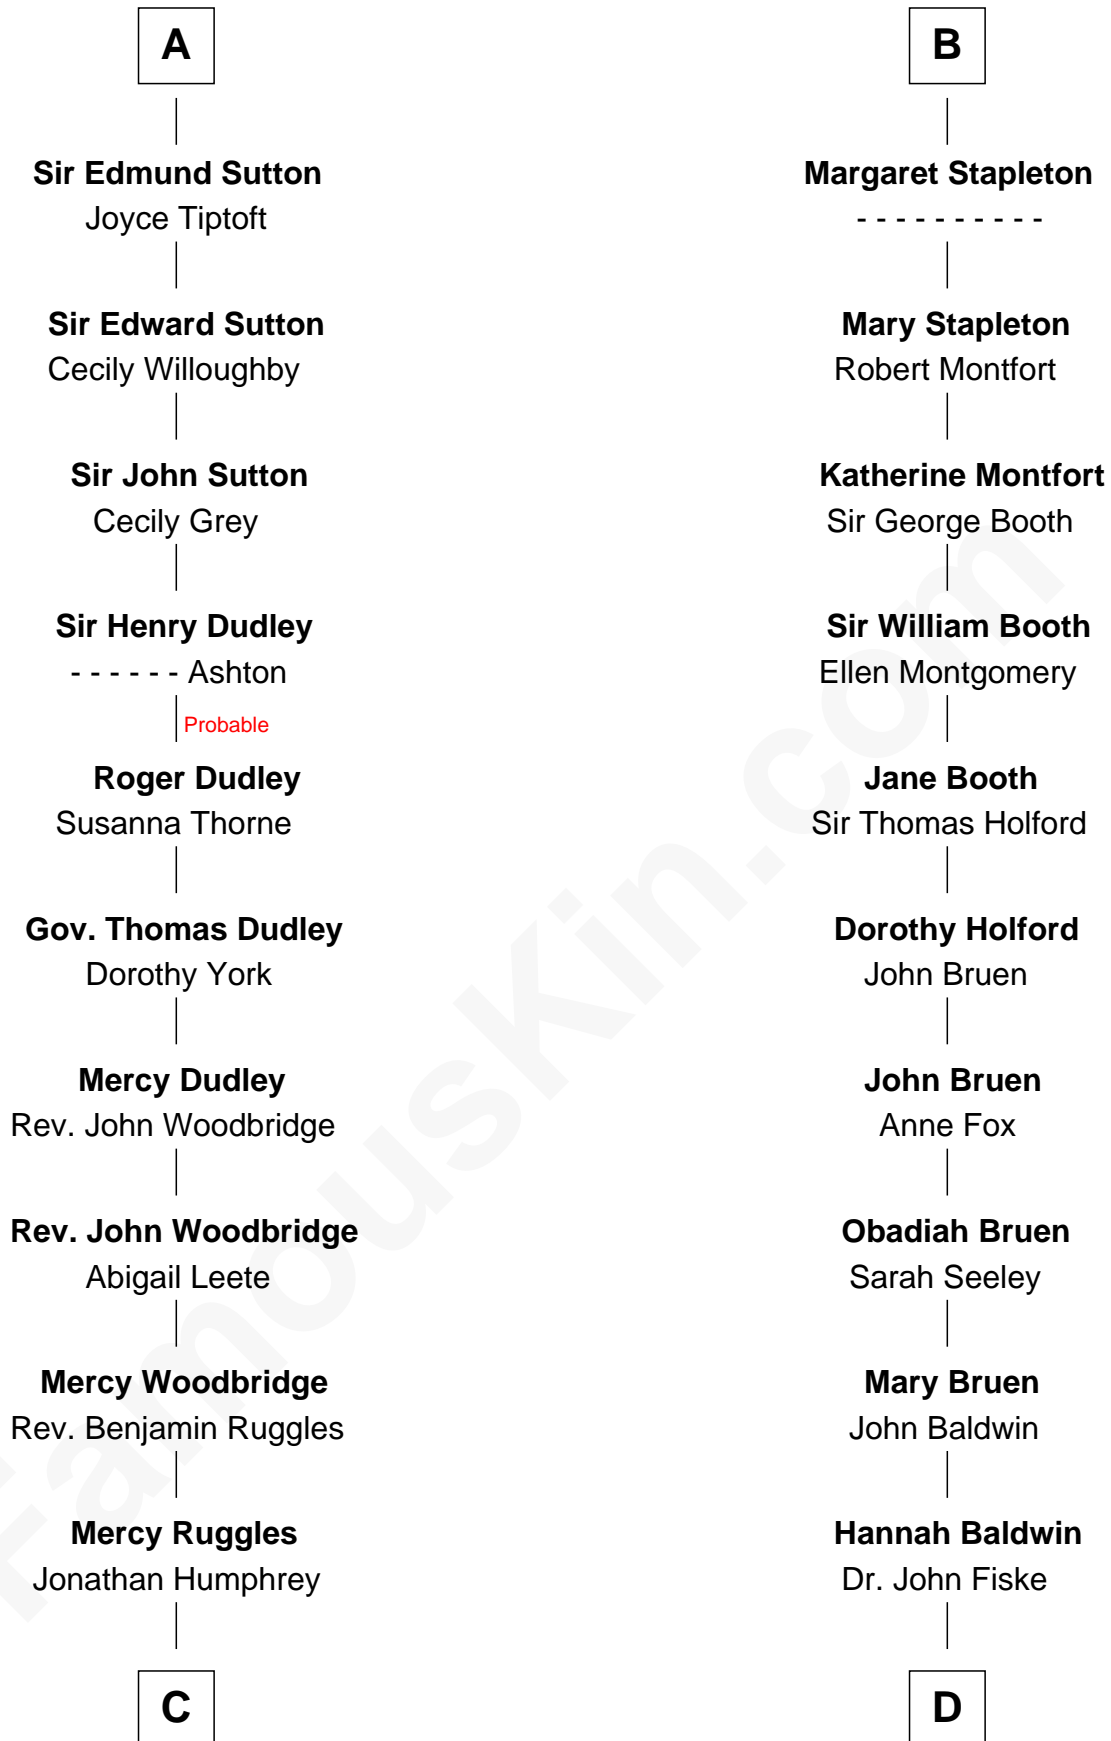 A
Sir Edmund Sutton
Joyce Tiptoft
Sir Edward Sutton
Cecily Willoughby
Sir John Sutton
Cecily Grey
Sir Henry Dudley
- - - - - - Ashton
Probable
Roger Dudley
Susanna Thorne
Gov. Thomas Dudley
Dorothy York
Mercy Dudley
Rev. John Woodbridge
Rev. John Woodbridge
Abigail Leete
Mercy Woodbridge
Rev. Benjamin Ruggles
Mercy Ruggles
Jonathan Humphrey
C
B
Margaret Stapleton
- - - - - - - - - -
Mary Stapleton
Robert Montfort
Katherine Montfort
Sir George Booth
Sir William Booth
Ellen Montgomery
Jane Booth
Sir Thomas Holford
Dorothy Holford
John Bruen
John Bruen
Anne Fox
Obadiah Bruen
Sarah Seeley
Mary Bruen
John Baldwin
Hannah Baldwin
Dr. John Fiske
D
FamousKin.com